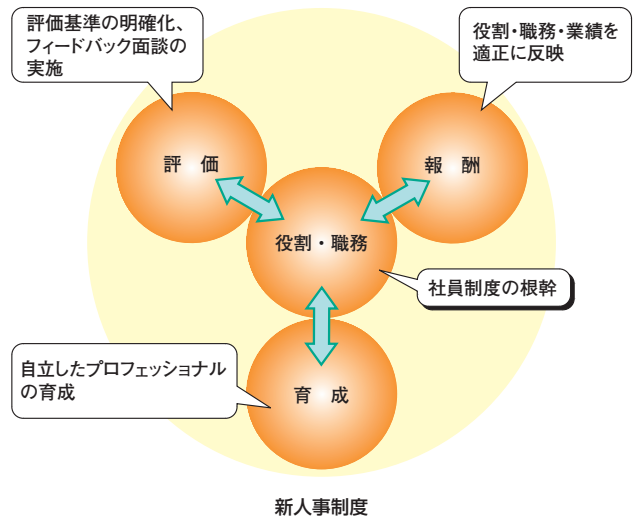 評価基準の明確化、
フィードバック面談の
実施
役割・職務・業績を
適正に反映
評 価
報 酬
役割・職務
社員制度の根幹
自立したプロフェッショナル
の育成
育 成
新人事制度